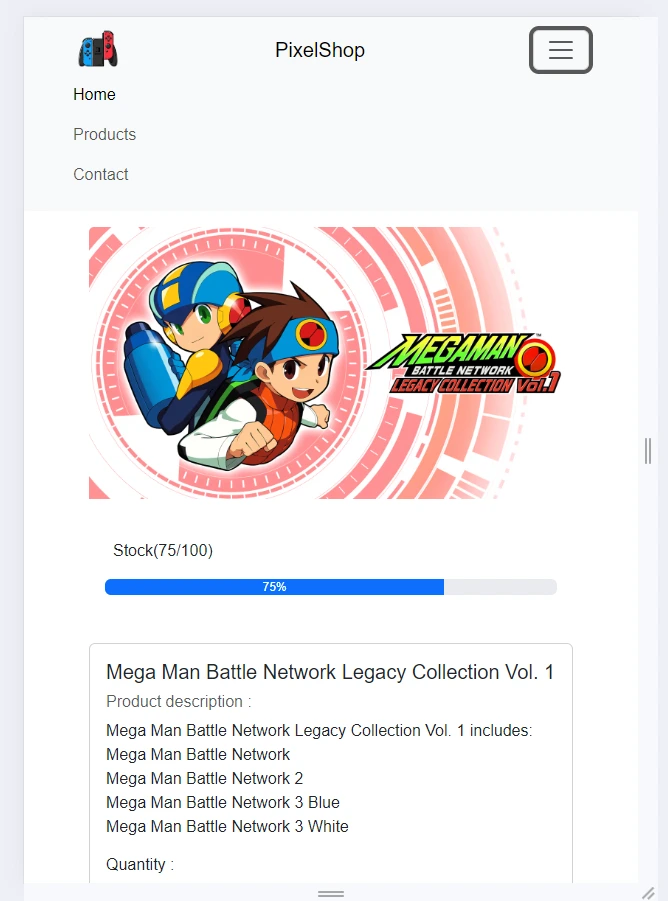 PixelShop
Home
Products
Contact
MEGAMAN™
BATTLE NETWORK
LEGACY COLLECTION Vol.1
Stock(75/100)
75%
Mega Man Battle Network Legacy Collection Vol. 1
Product description :
Mega Man Battle Network Legacy Collection Vol. 1 includes:
Mega Man Battle Network
Mega Man Battle Network 2
Mega Man Battle Network 3 Blue
Mega Man Battle Network 3 White
Quantity :